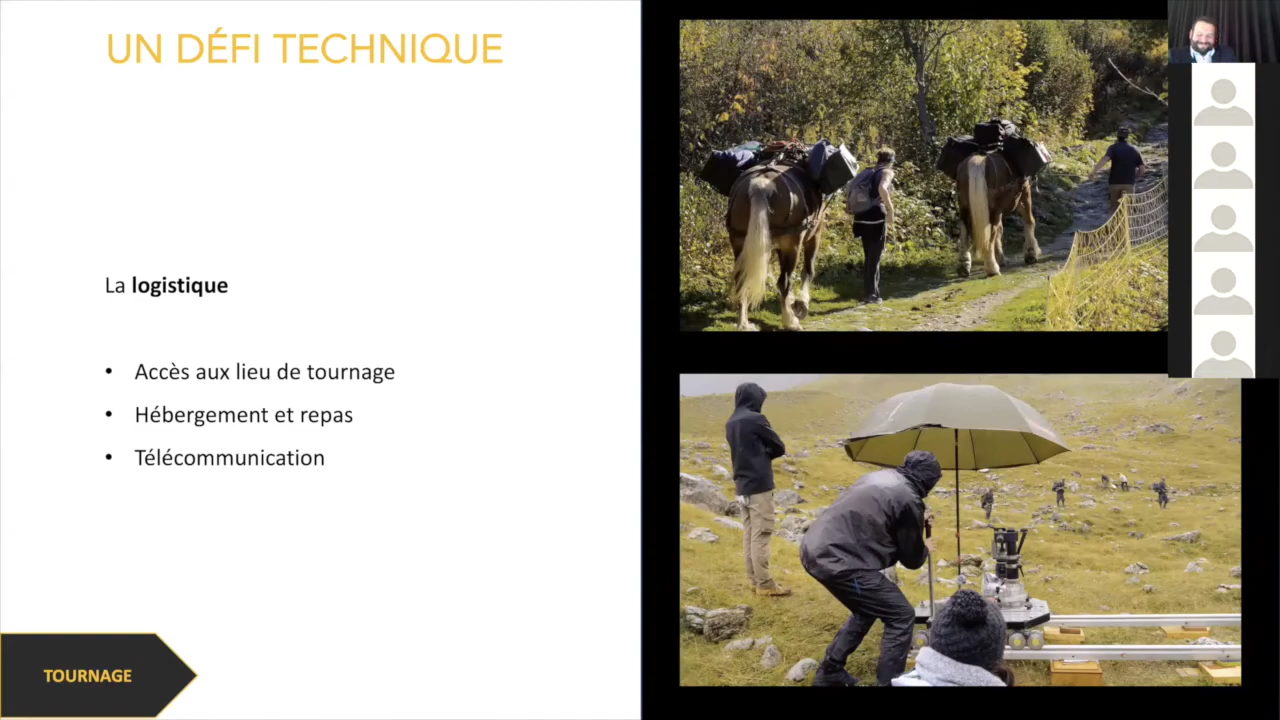 UN DÉFI TECHNIQUE
La logistique
• Accès aux lieu de tournage
• Hébergement et repas
• Télécommunication
TOURNAGE